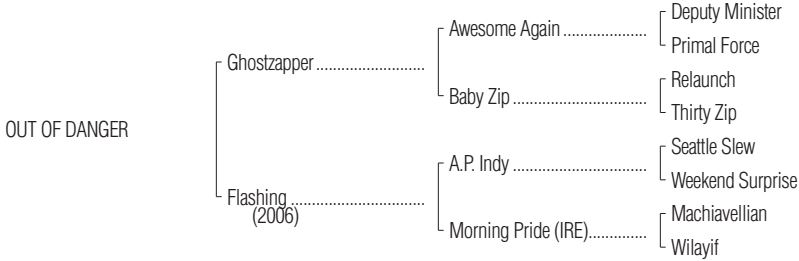 Deputy Minister
Awesome Again ....................
Primal Force
Ghostzapper ..........................
Relaunch
Baby Zip ................................
Thirty Zip
OUT OF DANGER
Seattle Slew
A.P. Indy ................................
Weekend Surprise
Flashing ................................
(2006)
Machiavellian
Morning Pride (IRE)..............
Wilayif